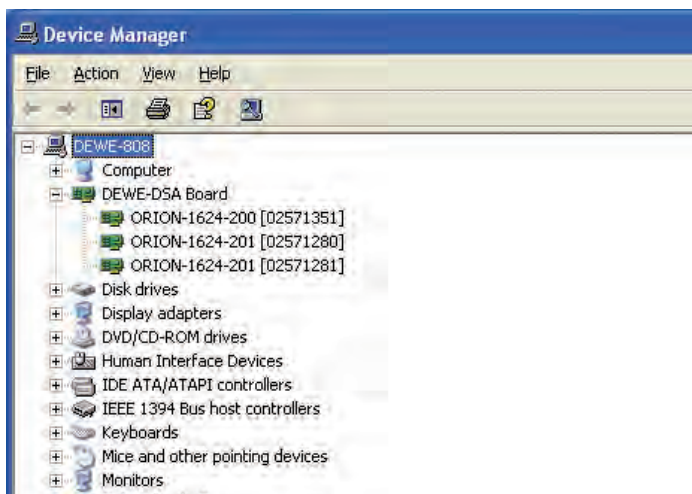 Device Manager
File Action View Help
DEWE-808
Computer
DEWE-DSA Board
ORION-1624-200 [02571351]
ORION-1624-201 [02571280]
ORION-1624-201 [02571281]
Disk drives
Display adapters
DVD/CD-ROM drives
Human Interface Devices
IDE ATA/ATAPI controllers
IEEE 1394 Bus host controllers
Keyboards
Mice and other pointing devices
Monitors